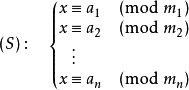 (S): { x ≡ a₁ (mod m₁)
x ≡ a₂ (mod m₂)
⋮
x ≡ aₙ (mod mₙ)